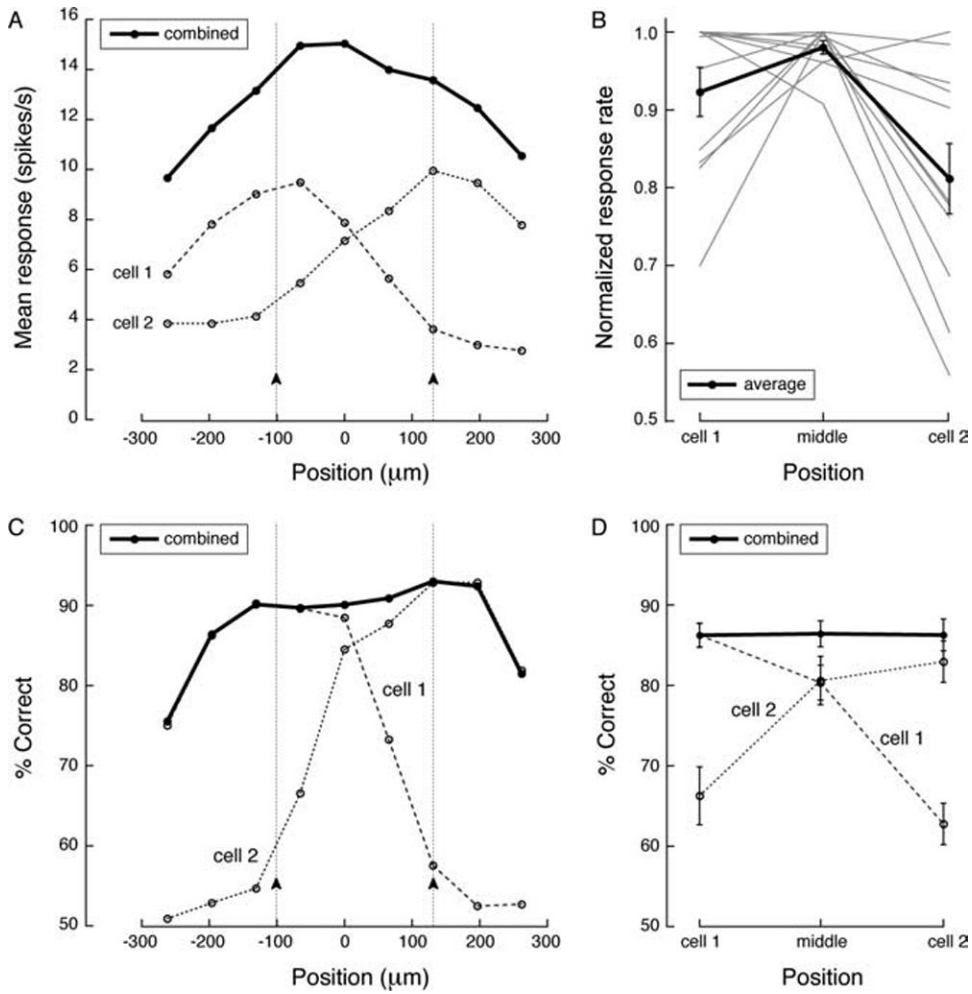 A
combined
Mean response (spikes/s)
16
14
12
10
8
6
4
2
0
cell 1
cell 2
-300 -200 -100 0 100 200 300
Position (μm)
B
Normalized response rate
1.0
0.9
0.8
0.7
0.6
0.5
average
cell 1 middle cell 2
Position
C
combined
% Correct
100
90
80
70
60
50
cell 1
cell 2
-300 -200 -100 0 100 200 300
Position (μm)
D
combined
% Correct
100
90
80
70
60
50
cell 2
cell 1
cell 1 middle cell 2
Position